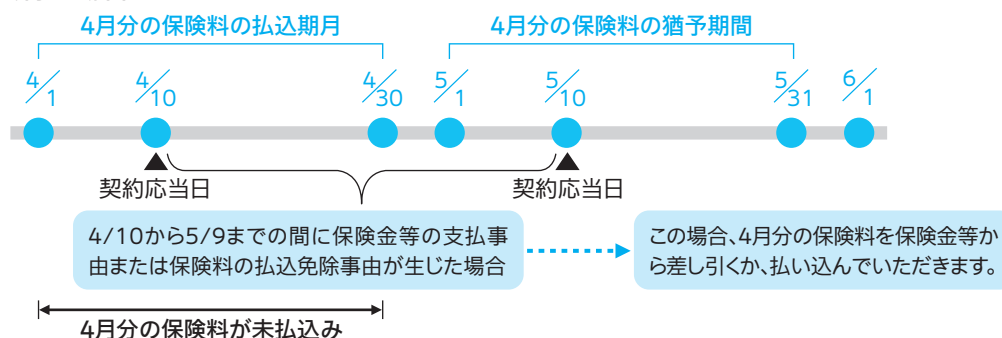 4月分の保険料の払込期月
4月分の保険料の猶予期間
4/1
4/10
4/30
5/1
5/10
5/31
6/1
契約応当日
契約応当日
4/10から5/9までの間に保険金等の支払事
由または保険料の払込免除事由が生じた場合
この場合、4月分の保険料を保険金等か
ら差し引くか、払い込んでいただきます。
4月分の保険料が未払込み